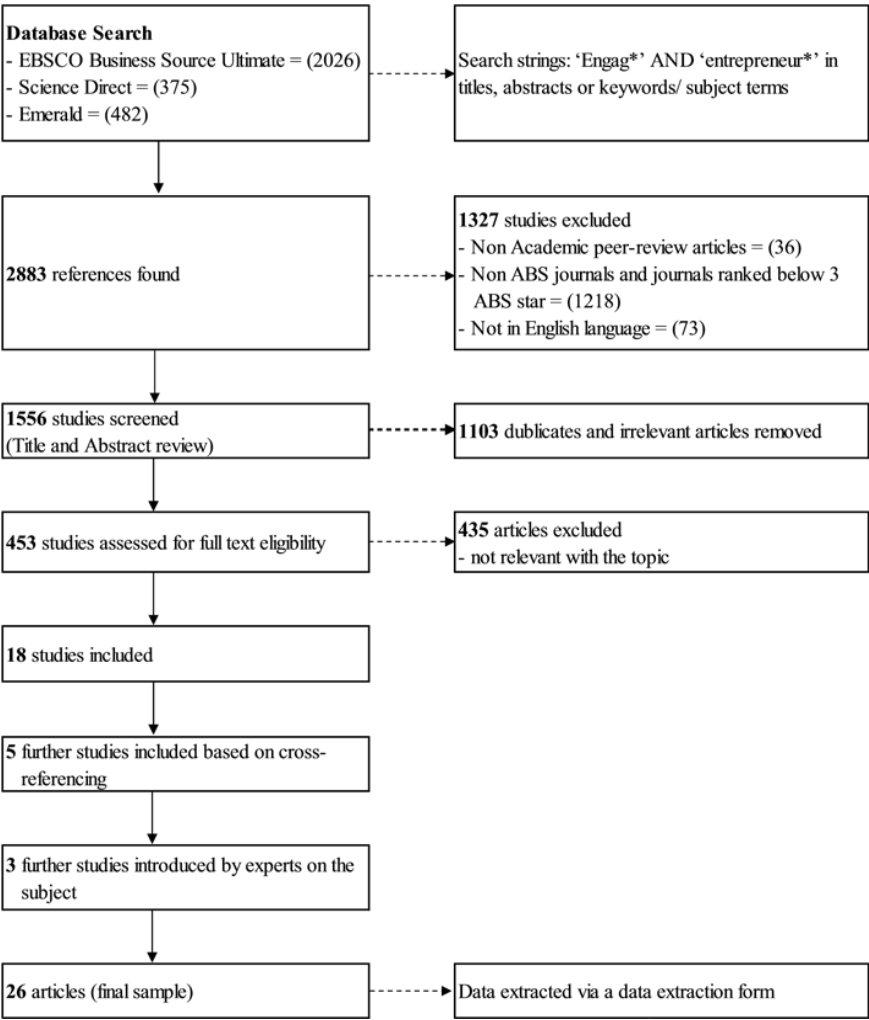 Database Search
- EBSCO Business Source Ultimate = (2026)
- Science Direct = (375)
- Emerald = (482)
Search strings: ‘Engag*’ AND ‘entrepreneur*’ in
titles, abstracts or keywords/ subject terms
2883 references found
1327 studies excluded
- Non Academic peer-review articles = (36)
- Non ABS journals and journals ranked below 3
ABS star = (1218)
- Not in English language = (73)
1556 studies screened
(Title and Abstract review)
1103 dublicates and irrelevant articles removed
453 studies assessed for full text eligibility
435 articles excluded
- not relevant with the topic
18 studies included
5 further studies included based on cross-
referencing
3 further studies introduced by experts on the
subject
26 articles (final sample)
Data extracted via a data extraction form